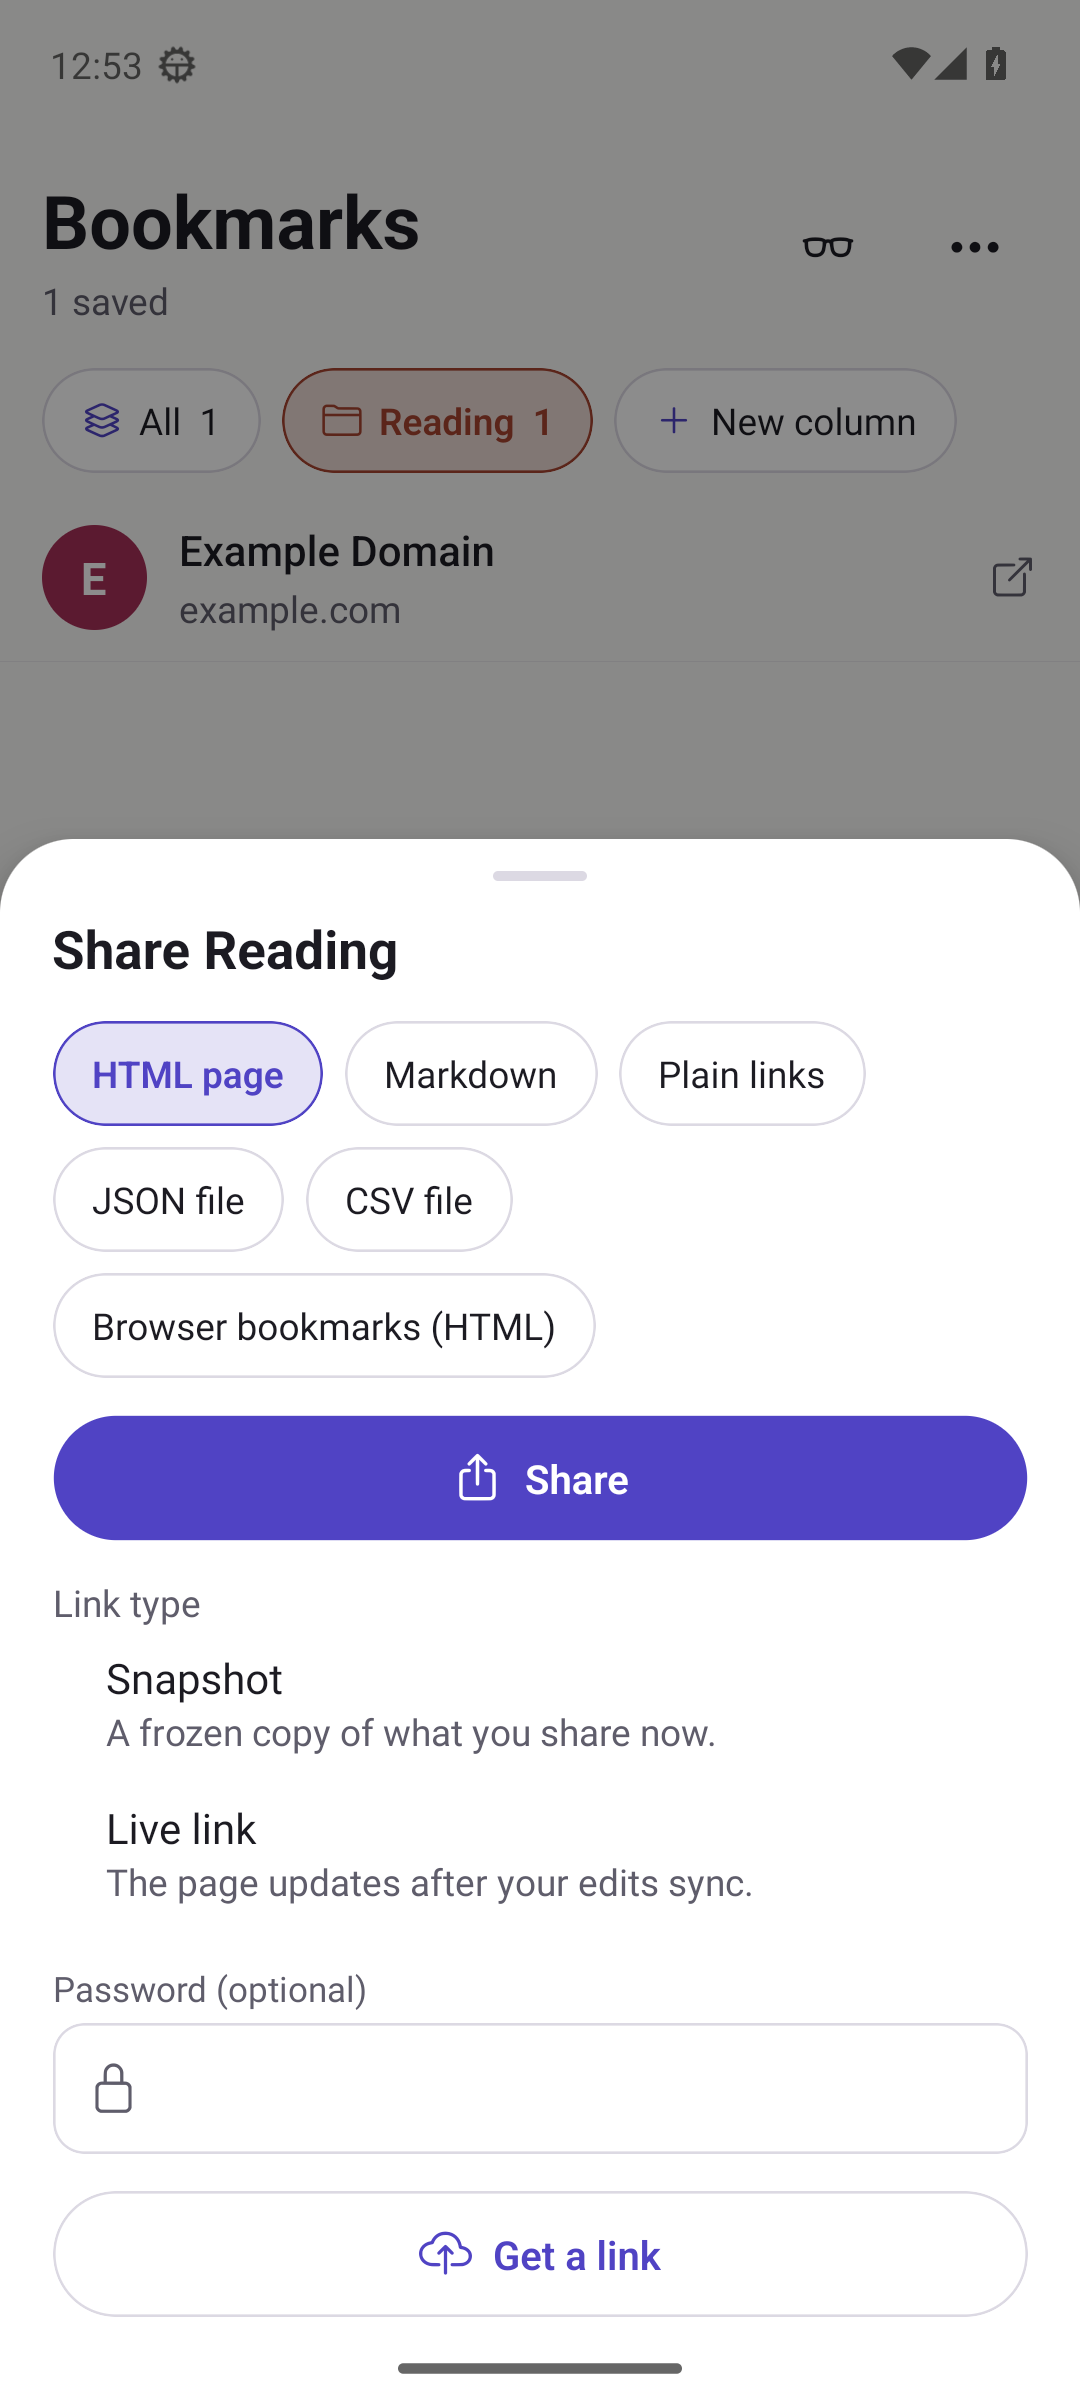 12:53
Bookmarks
1 saved
All 1
Reading 1
New column
E
Example Domain
example.com
Share Reading
HTML page
Markdown
Plain links
JSON file
CSV file
Browser bookmarks (HTML)
Share
Link type
Snapshot
A frozen copy of what you share now.
Live link
The page updates after your edits sync.
Password (optional)
Get a link